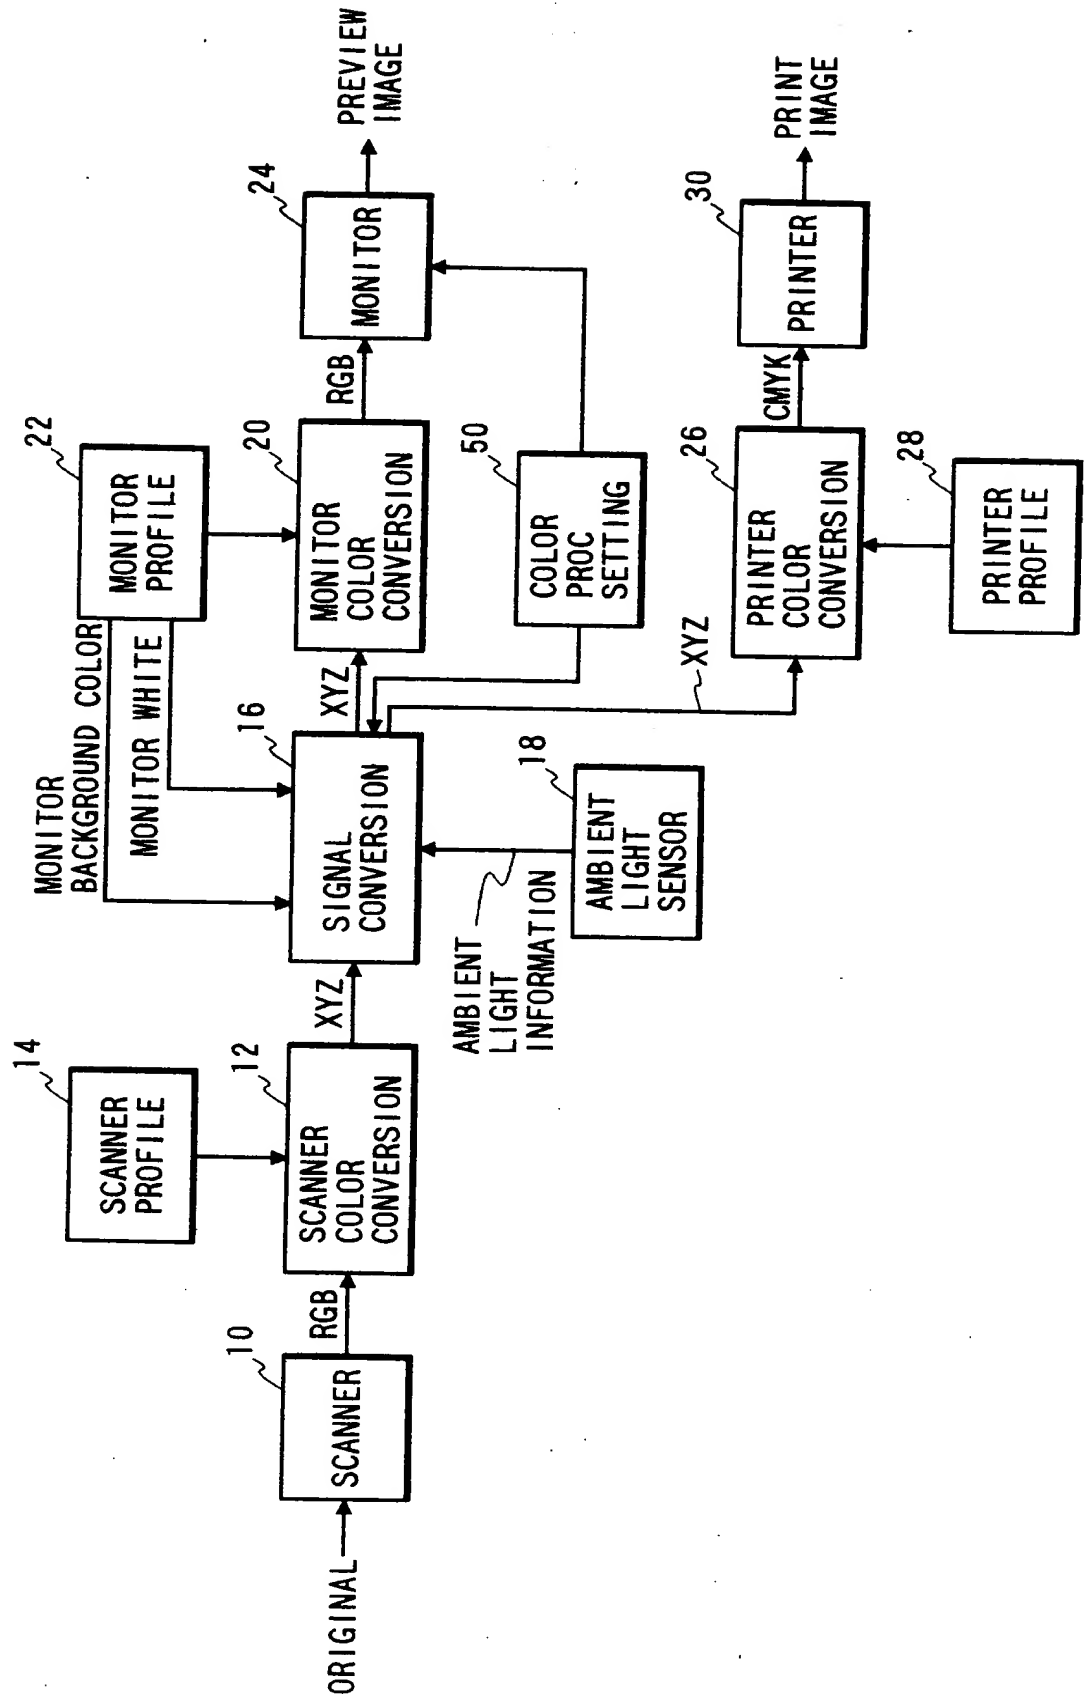 ORIGINAL
10
SCANNER
RGB
14
SCANNER
PROFILE
12
SCANNER
COLOR
CONVERSION
XYZ
MONITOR
BACKGROUND COLOR
MONITOR WHITE
16
SIGNAL
CONVERSION
AMBIENT
LIGHT
INFORMATION
18
AMBIENT
LIGHT
SENSOR
XYZ
XYZ
22
MONITOR
PROFILE
20
MONITOR
COLOR
CONVERSION
50
COLOR
PROC
SETTING
26
PRINTER
COLOR
CONVERSION
28
PRINTER
PROFILE
RGB
CMYK
24
MONITOR
30
PRINTER
PREVIEW
IMAGE
PRINT
IMAGE